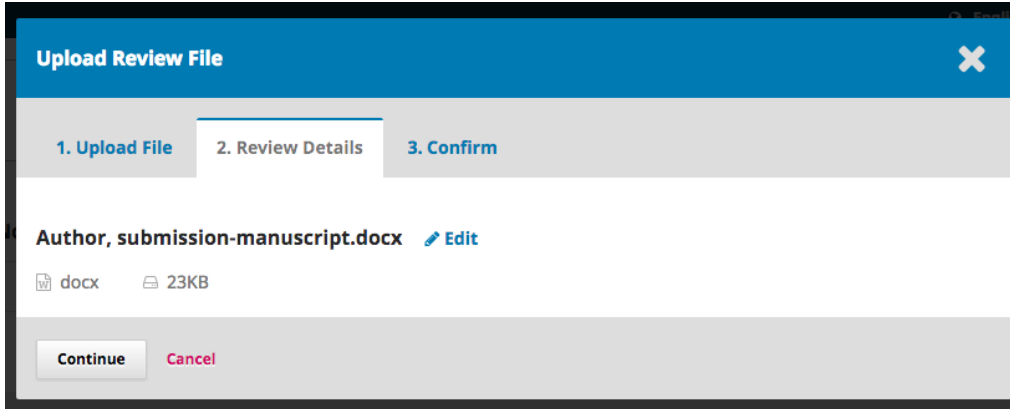 Upload Review File
1. Upload File 2. Review Details 3. Confirm
Author, submission-manuscript.docx Edit
docx 23KB
Continue Cancel